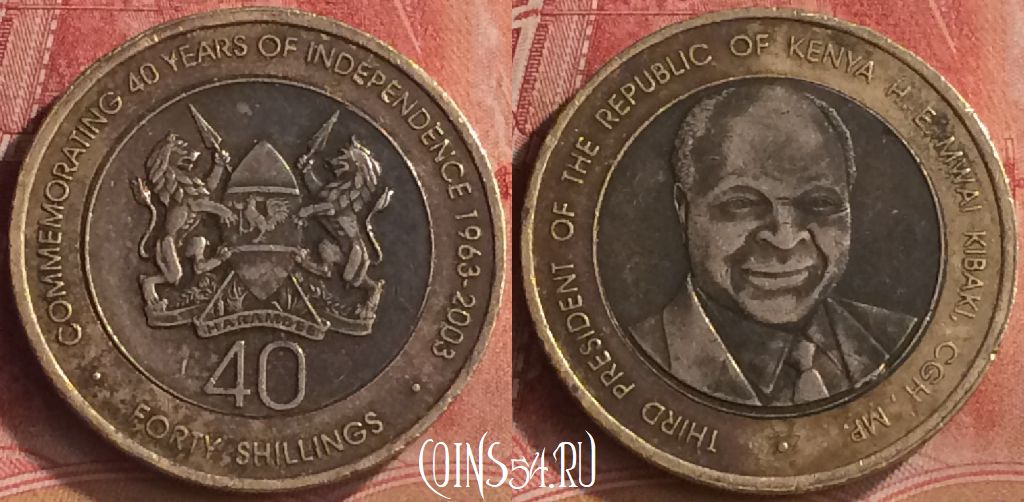 COMMEMORATING 40 YEARS OF INDEPENDENCE 1963-2003
HARAMBEE
40
FORTY SHILLINGS
THIRD PRESIDENT OF THE REPUBLIC OF KENYA H.E. MWAI KIBAKI, CGH, MP.
COINS54.RU